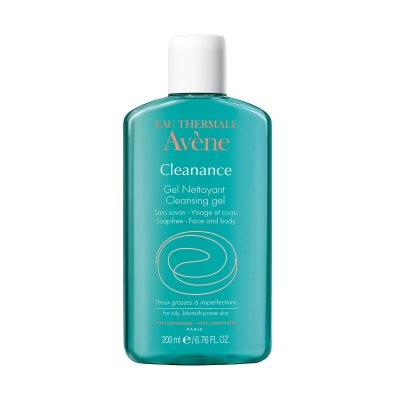 EAU THERMALE
Avène
Cleanance
Gel Nettoyant
Cleansing gel
Sans savon - Visage et corps
Soap-free - Face and body
Peaux grasses à imperfections
For oily, blemish-prone skin
PARIS
200 ml e / 6.76 FL.OZ.